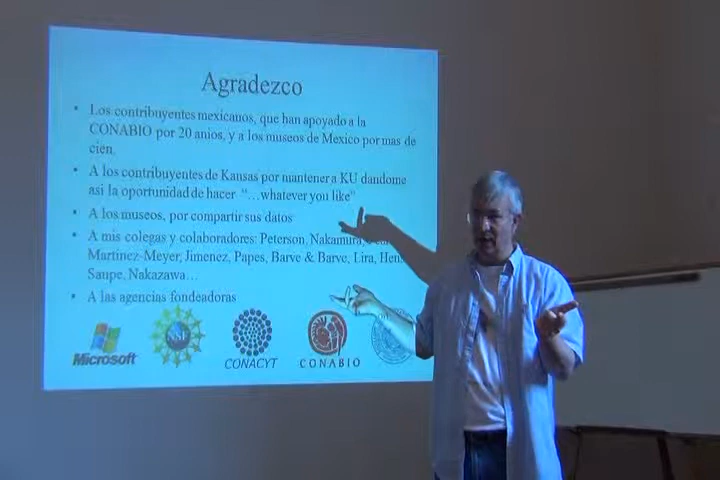 Agradezco
• Los contribuyentes mexicanos, que han apoyado a la
CONABIO por 20 anios, y a los museos de Mexico por mas de
cien.
• A los contribuyentes de Kansas por mantener a KU dandome
asi la oportunidad de hacer "…whatever you like"
• A los museos, por compartir sus datos
• A mis colegas y colaboradores: Peterson, Nakamura,
Martinez-Meyer, Jimenez, Papes, Barve & Barve, Lira,
Saupe, Nakazawa…
• A las agencias fondeadoras
Microsoft
NSF
CONACYT
CONABIO